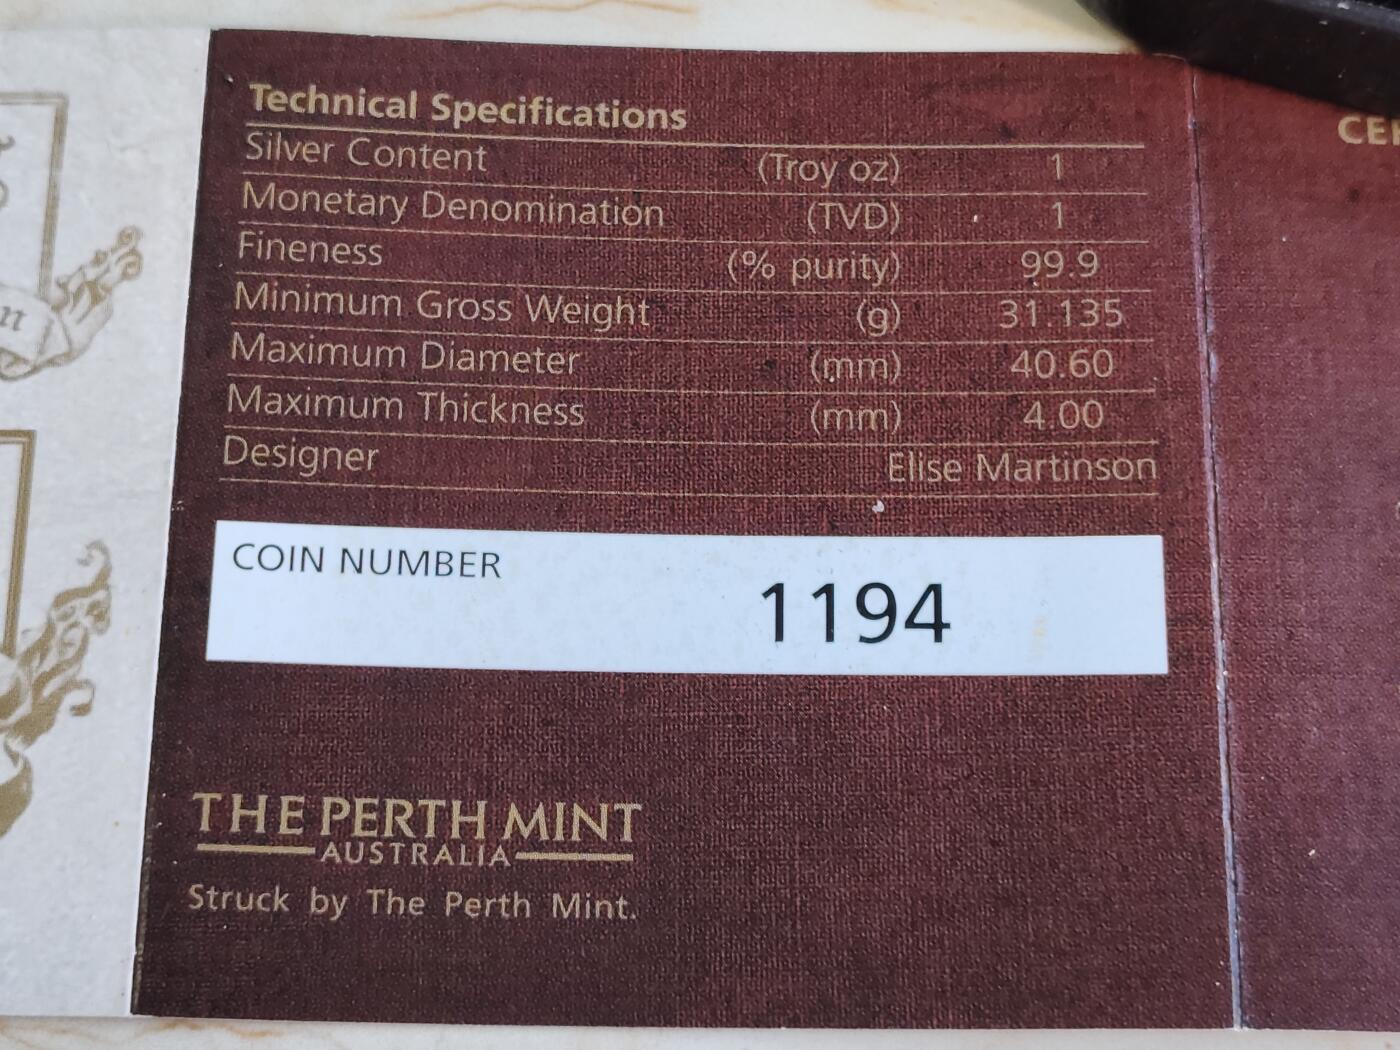 Technical Specifications
Silver Content (Troy oz) 1
Monetary Denomination (TVD) 1
Fineness (% purity) 99.9
Minimum Gross Weight (g) 31.135
Maximum Diameter (mm) 40.60
Maximum Thickness (mm) 4.00
Designer Elise Martinson
COIN NUMBER
1194
THE PERTH MINT
AUSTRALIA
Struck by The Perth Mint.